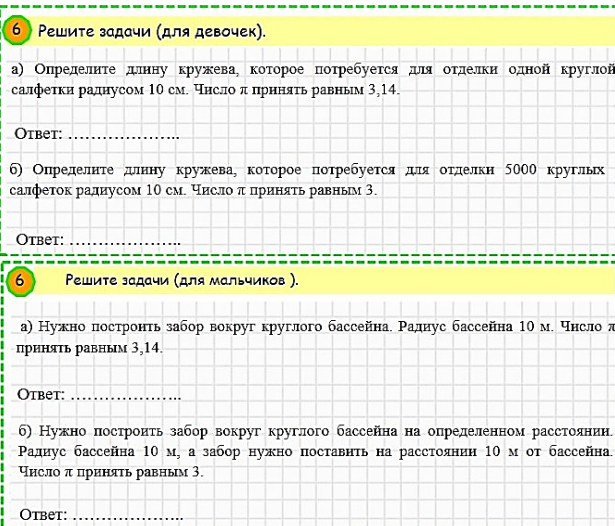 6 Решите задачи (для девочек).
а) Определите длину кружева, которое потребуется для отделки одной круглой
салфетки радиусом 10 см. Число π принять равным 3,14.
Ответ: …………………..
б) Определите длину кружева, которое потребуется для отделки 5000 круглых
салфеток радиусом 10 см. Число π принять равным 3.
Ответ: …………………..
6 Решите задачи (для мальчиков ).
а) Нужно построить забор вокруг круглого бассейна. Радиус бассейна 10 м. Число π
принять равным 3,14.
Ответ: …………………..
б) Нужно построить забор вокруг круглого бассейна на определенном расстоянии.
Радиус бассейна 10 м, а забор нужно поставить на расстоянии 10 м от бассейна.
Число π принять равным 3.
Ответ: …………………..